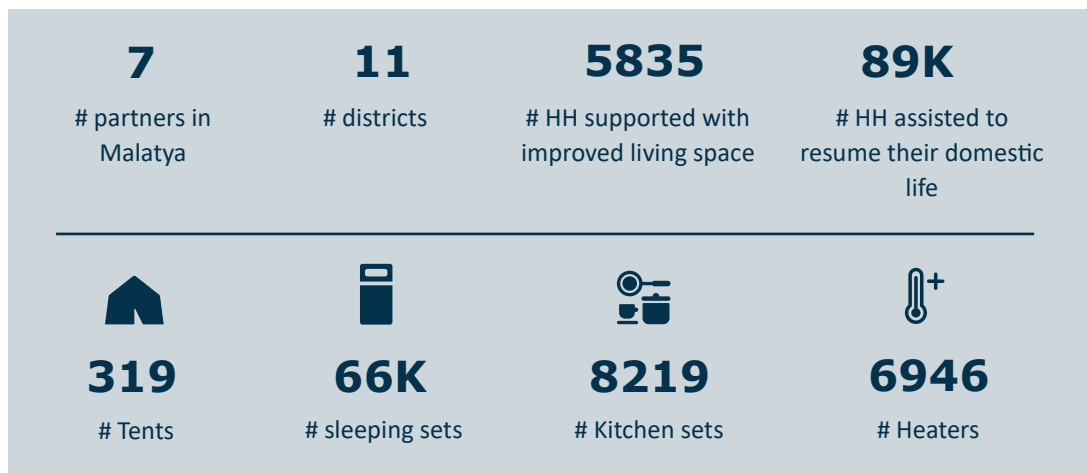 7
11
5835
89K
# partners in
Malatya
# districts
# HH supported with
improved living space
# HH assisted to
resume their domestic
life
319
66K
8219
6946
# Tents
# sleeping sets
# Kitchen sets
# Heaters